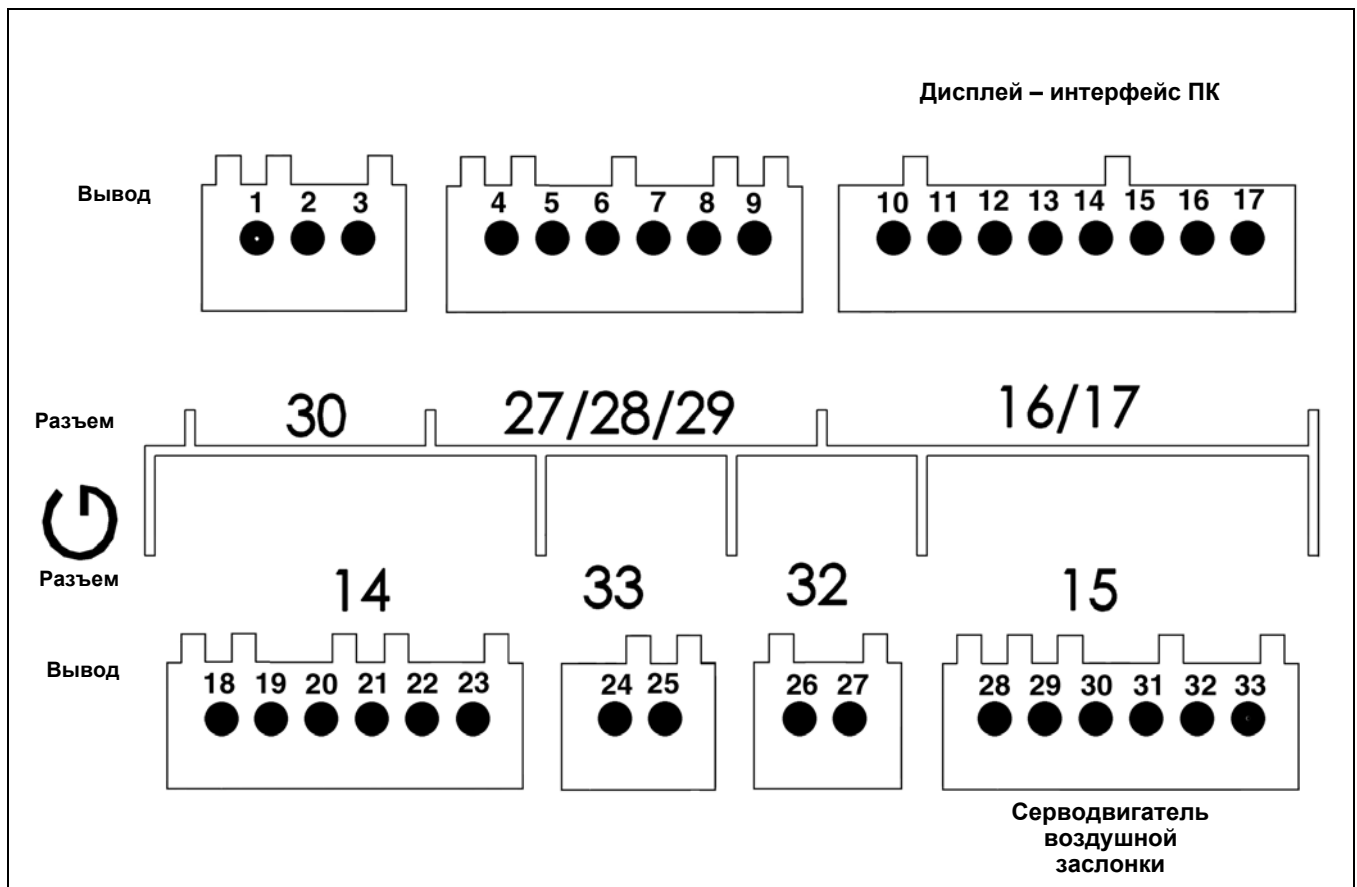 Дисплей – интерфейс ПК
Вывод
1 2 3 4 5 6 7 8 9 10 11 12 13 14 15 16 17
Разъем
30 27/28/29 16/17
Разъем
14 33 32 15
Вывод
18 19 20 21 22 23 24 25 26 27 28 29 30 31 32 33
Серводвигатель
воздушной
заслонки